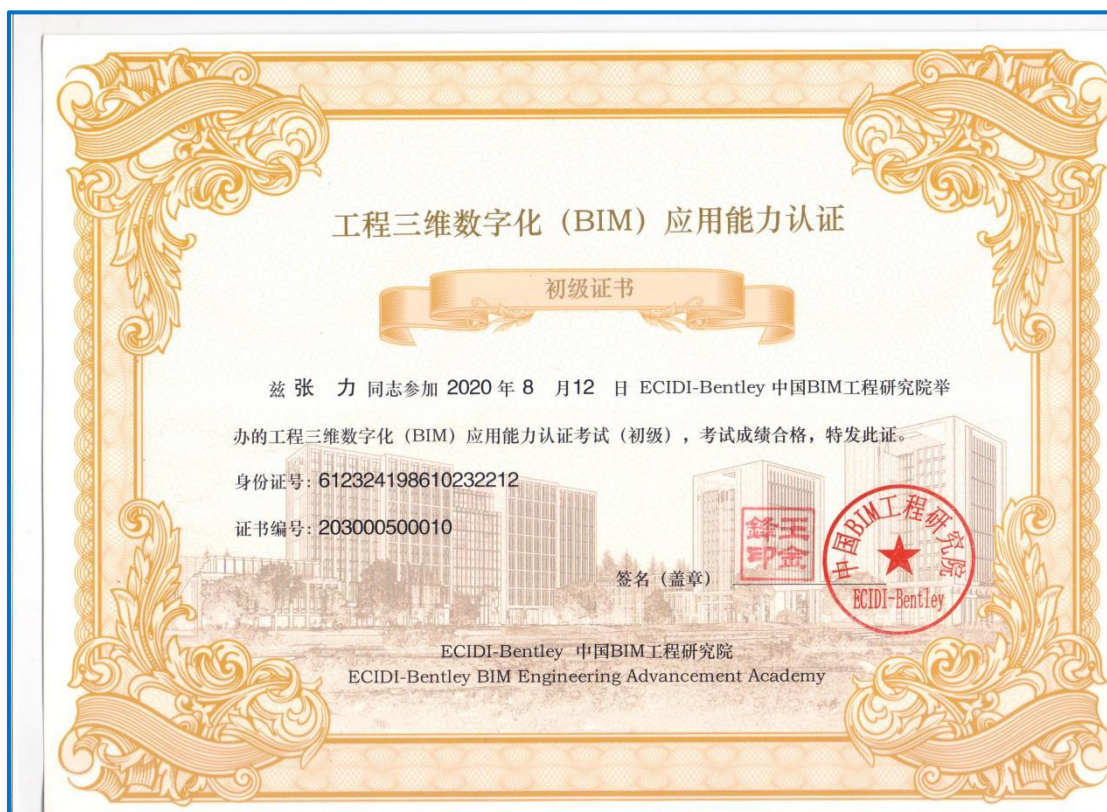 工程三维数字化（BIM）应用能力认证
初级证书
兹 张 力 同志参加 2020 年 8 月12 日 ECIDI-Bentley 中国BIM工程研究院举
办的工程三维数字化（BIM）应用能力认证考试（初级），考试成绩合格，特发此证。
身份证号：612324198610232212
证书编号：203000500010
签名（盖章）
王金锋印
中国BIM工程研究院
ECIDI-Bentley
ECIDI-Bentley 中国BIM工程研究院
ECIDI-Bentley BIM Engineering Advancement Academy